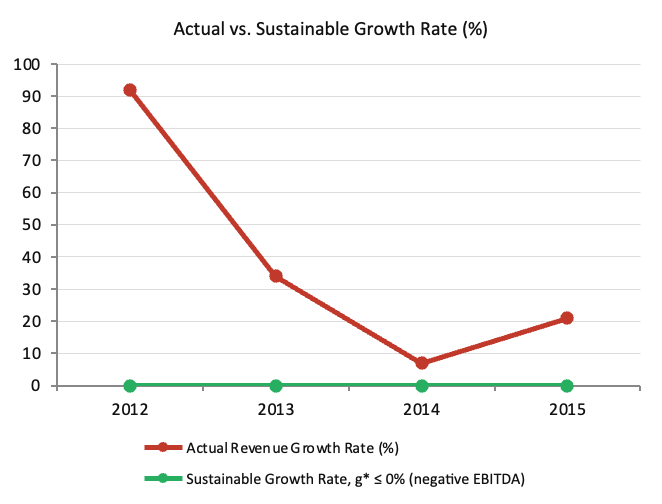 Actual vs. Sustainable Growth Rate (%)
100
90
80
70
60
50
40
30
20
10
0
2012 2013 2014 2015
Actual Revenue Growth Rate (%)
Sustainable Growth Rate, g* ≤ 0% (negative EBITDA)